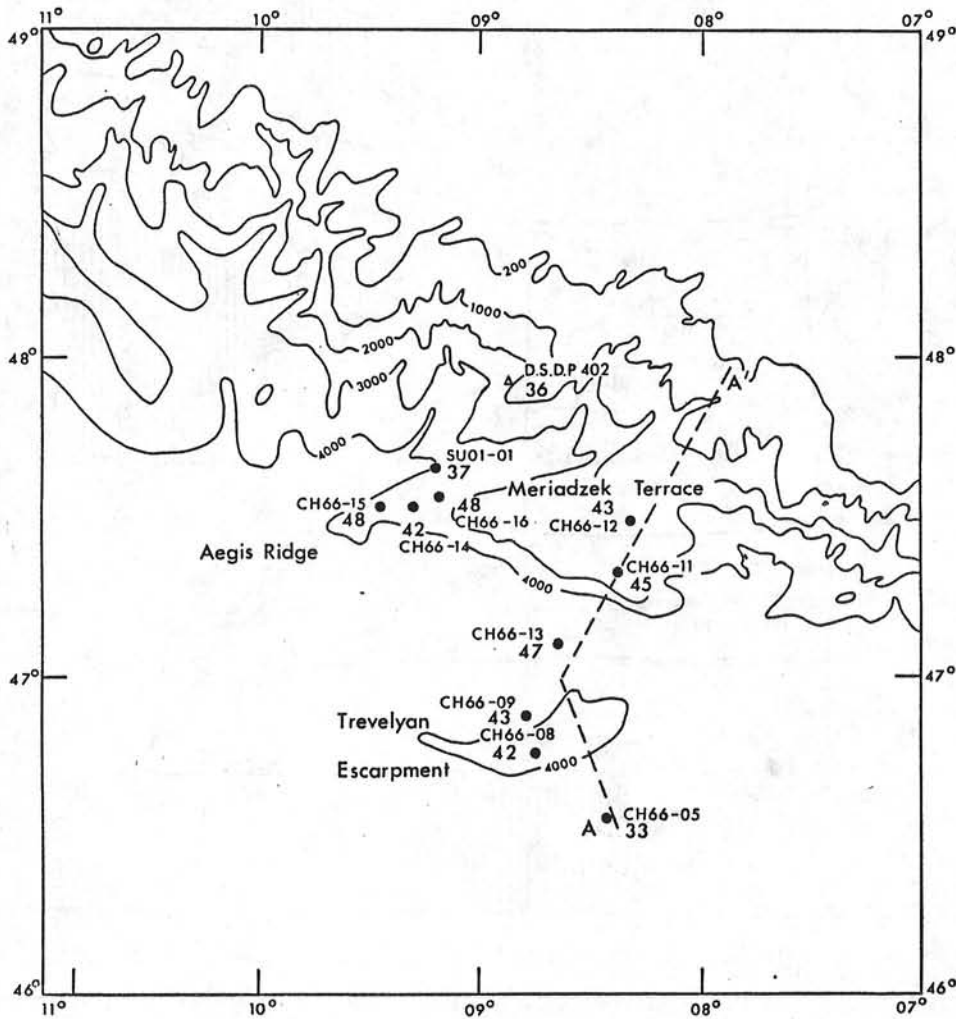 11° 10° 09° 08° 07°
49° 49°
200
1000
2000
48° 48°
D.S.D.P 402
A'
3000
A
36
4000
SU01-01
37
Meriadzek Terrace
CH66-15 48 43
48 CH66-16 CH66-12
42
CH66-14
Aegis Ridge
CH66-11
4000 45
CH66-13
47
47° 47°
CH66-09
Trevelyan 43
CH66-08
42 4000
Escarpment
CH66-05
A 33
46° 46°
11° 10° 09° 08° 07°